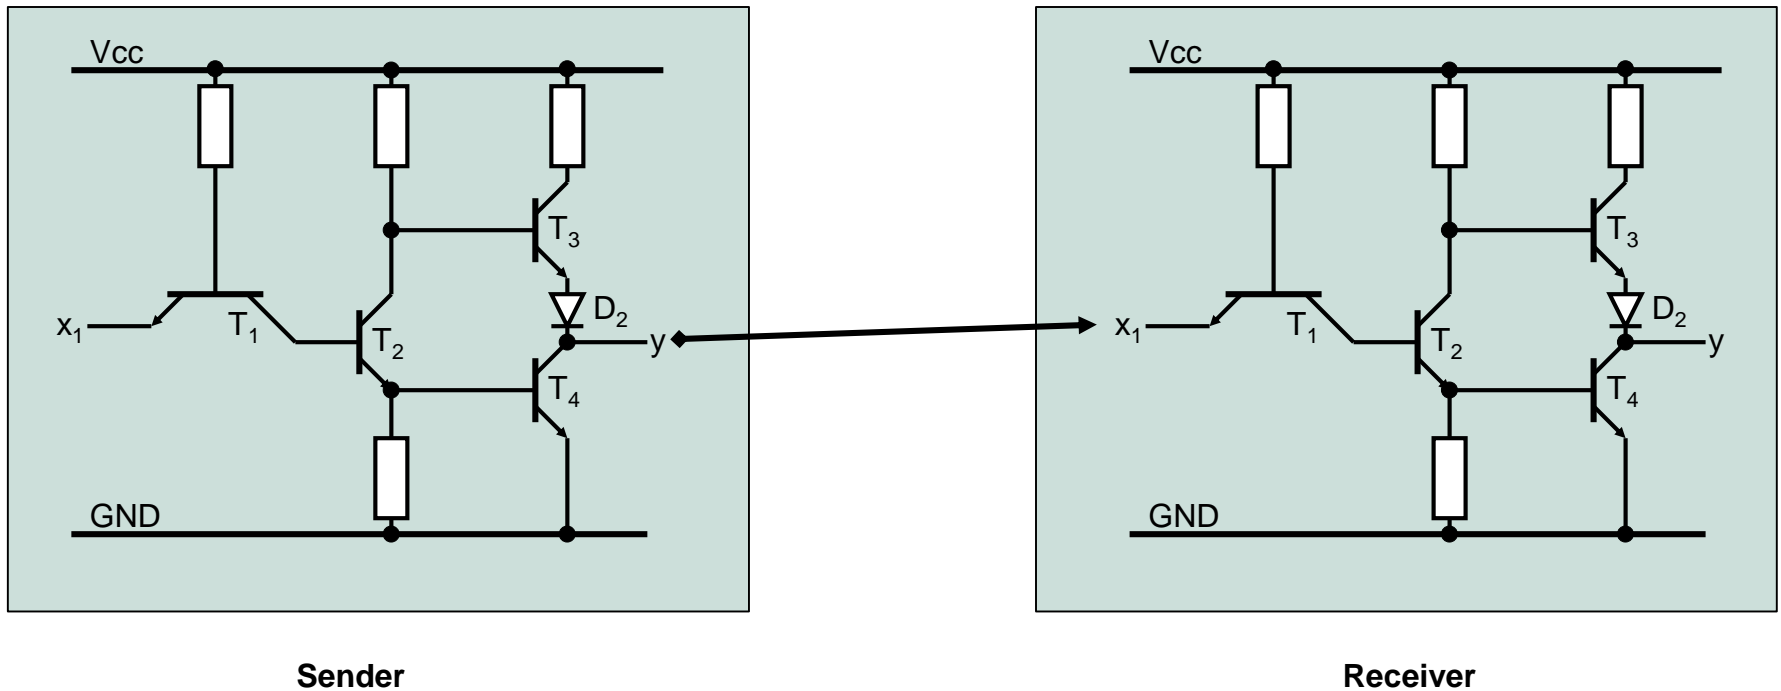 Vcc
T₃
D₂
x₁
T₁
T₂
y
T₄
GND
Sender
Vcc
T₃
D₂
x₁
T₁
T₂
y
T₄
GND
Receiver